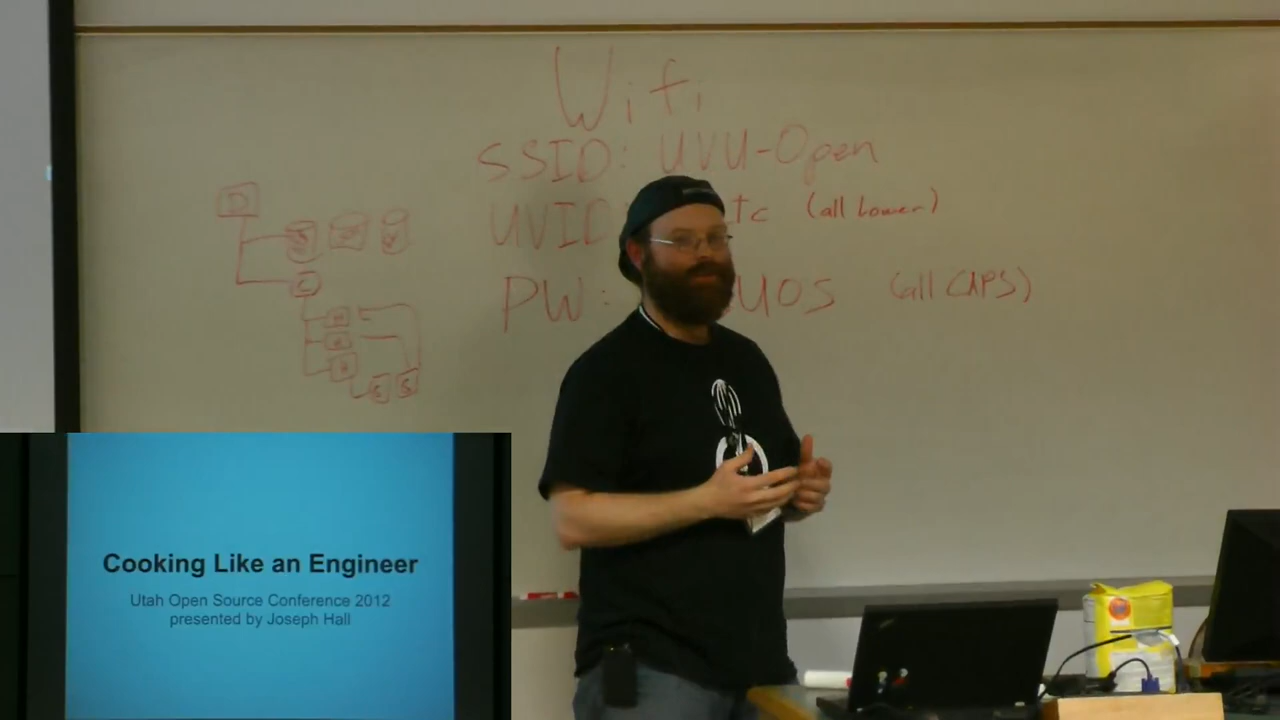 Wifi
SSID: UVU-Open
UVID tc (all lower)
PW: UOS (all CAPS)
Cooking Like an Engineer
Utah Open Source Conference 2012
presented by Joseph Hall